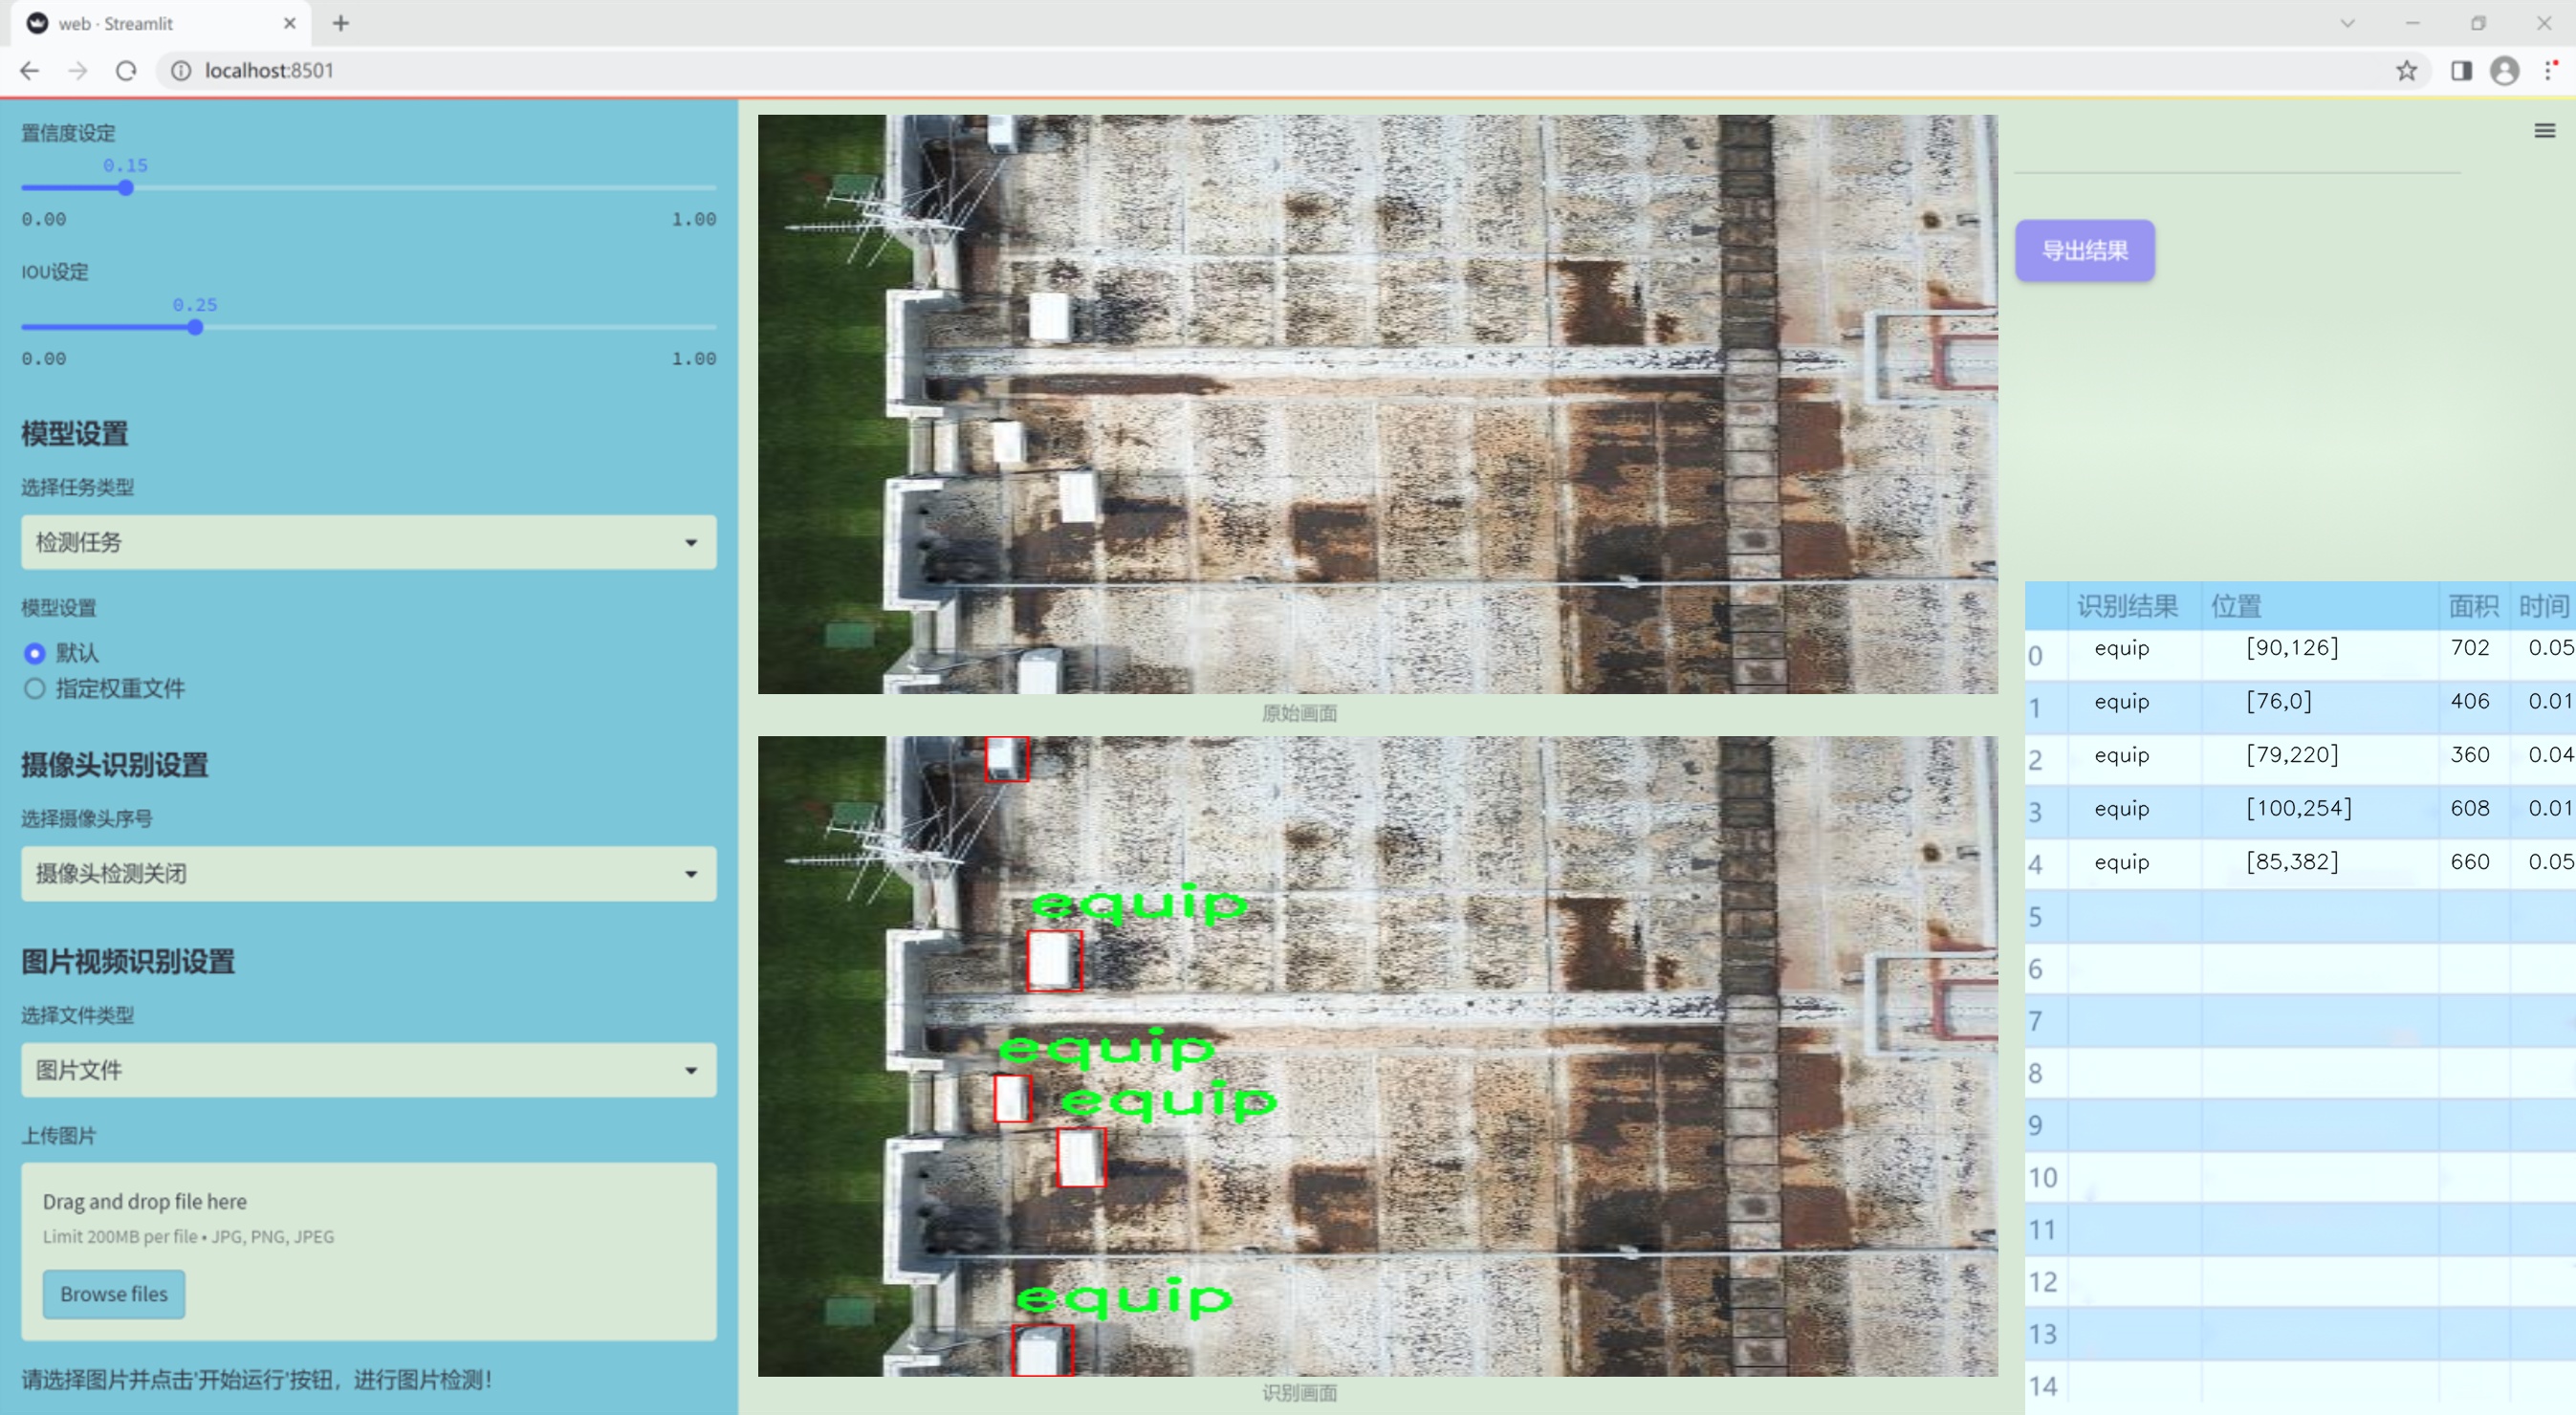 web · Streamlit
localhost:8501
置信度设定
0.15
0.00 1.00
IOU设定
0.25
0.00 1.00
模型设置
选择任务类型
检测任务
模型设置
默认
指定权重文件
摄像头识别设置
选择摄像头序号
摄像头检测关闭
图片视频识别设置
选择文件类型
图片文件
上传图片
Drag and drop file here
Limit 200MB per file • JPG, PNG, JPEG
Browse files
请选择图片并点击'开始运行'按钮，进行图片检测！
原始画面
equip
equip
equip
equip
识别画面
导出结果
识别结果 位置 面积 时间
0 equip [90,126] 702 0.05
1 equip [76,0] 406 0.01
2 equip [79,220] 360 0.04
3 equip [100,254] 608 0.01
4 equip [85,382] 660 0.05
5
6
7
8
9
10
11
12
13
14